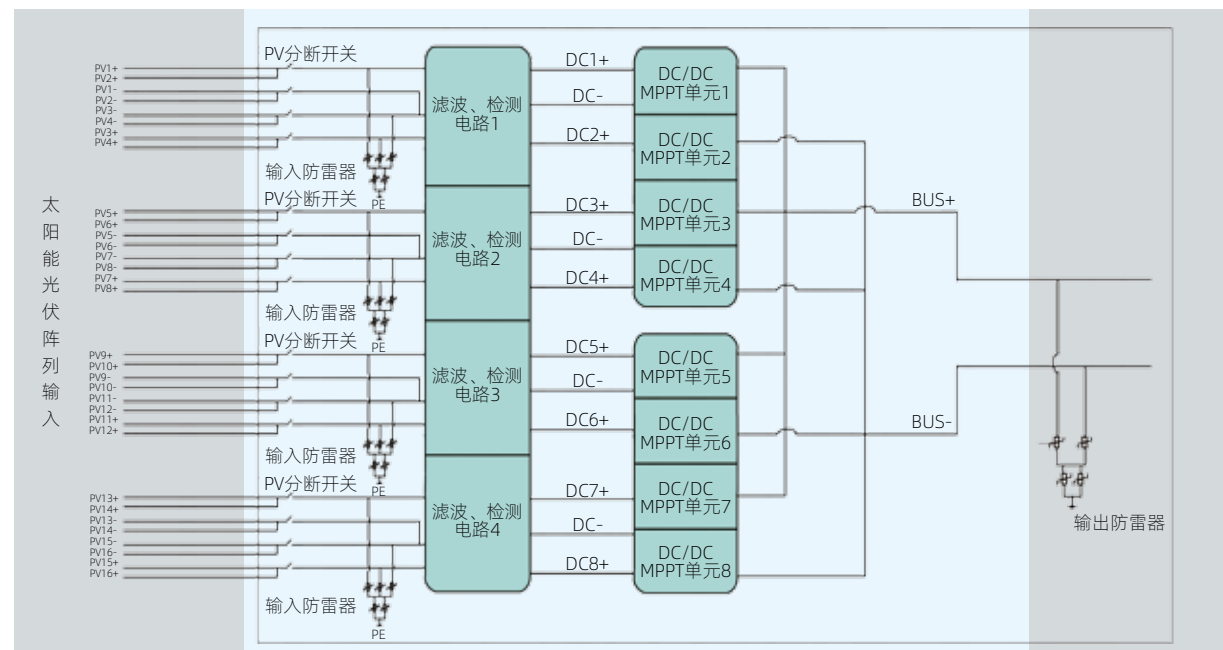 太阳能光伏阵列输入
PV1+
PV2+
PV1-
PV2-
PV3-
PV4-
PV3+
PV4+
PV分断开关
输入防雷器
PE
PV5+
PV6+
PV5-
PV6-
PV7-
PV8-
PV7+
PV8+
PV分断开关
输入防雷器
PE
PV9+
PV10+
PV9-
PV10-
PV11-
PV12-
PV11+
PV12+
PV分断开关
输入防雷器
PE
PV13+
PV14+
PV13-
PV14-
PV15-
PV16-
PV15+
PV16+
PV分断开关
输入防雷器
PE
滤波、检测
电路1
滤波、检测
电路2
滤波、检测
电路3
滤波、检测
电路4
DC1+
DC-
DC2+
DC3+
DC-
DC4+
DC5+
DC-
DC6+
DC7+
DC-
DC8+
DC/DC
MPPT单元1
DC/DC
MPPT单元2
DC/DC
MPPT单元3
DC/DC
MPPT单元4
DC/DC
MPPT单元5
DC/DC
MPPT单元6
DC/DC
MPPT单元7
DC/DC
MPPT单元8
BUS+
BUS-
输出防雷器